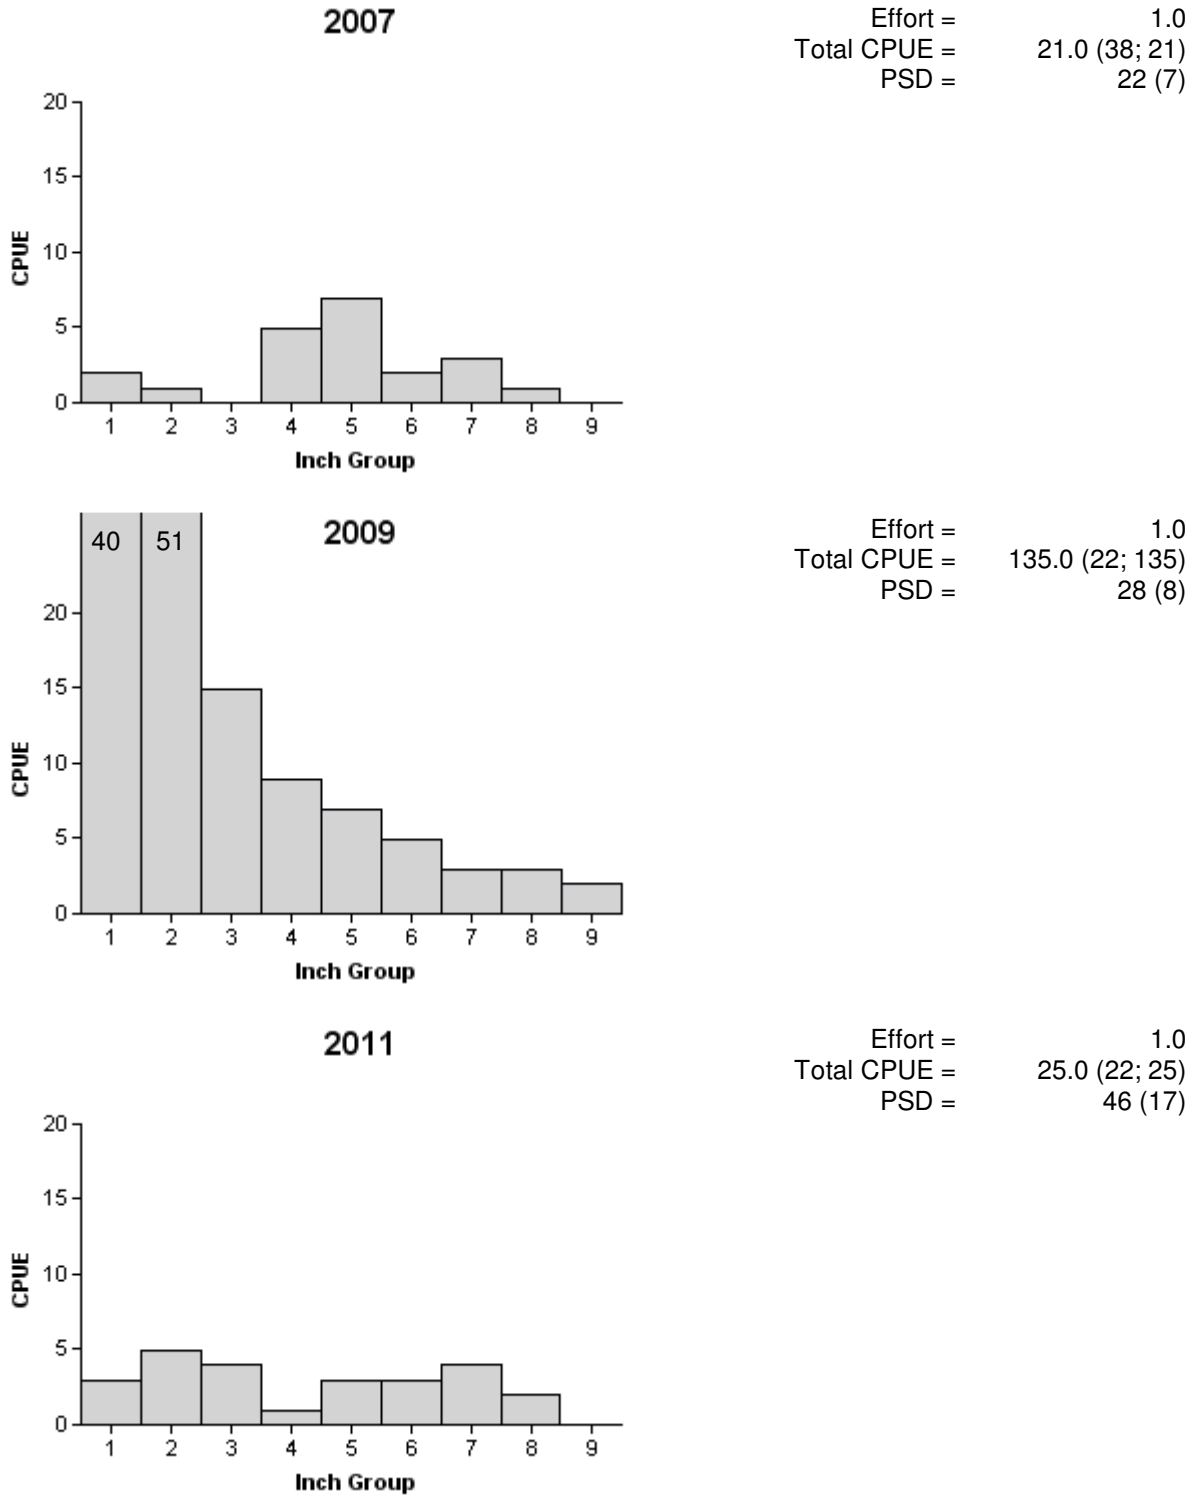 2007
Effort = 1.0
Total CPUE = 21.0 (38; 21)
PSD = 22 (7)
20
15
10
5
0
CPUE
1 2 3 4 5 6 7 8 9
Inch Group
40 51
2009
Effort = 1.0
Total CPUE = 135.0 (22; 135)
PSD = 28 (8)
20
15
10
5
0
CPUE
1 2 3 4 5 6 7 8 9
Inch Group
2011
Effort = 1.0
Total CPUE = 25.0 (22; 25)
PSD = 46 (17)
20
15
10
5
0
CPUE
1 2 3 4 5 6 7 8 9
Inch Group